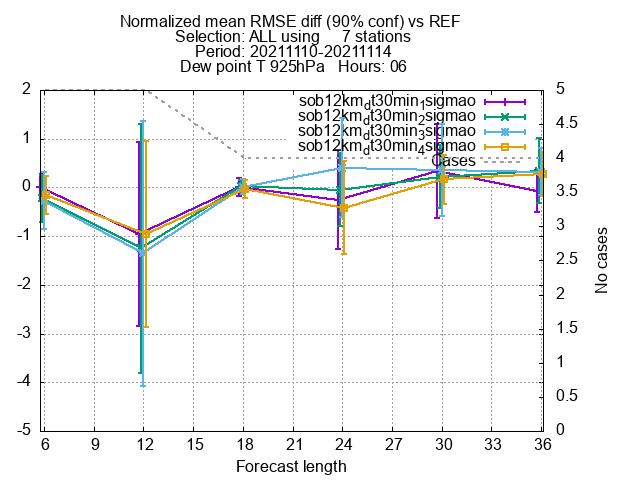 Normalized mean RMSE diff (90% conf) vs REF
Selection: ALL using 7 stations
Period: 20211110-20211114
Dew point T 925hPa Hours: 06
sob12km_dt30min_1sigmao
sob12km_dt30min_2sigmao
sob12km_dt30min_3sigmao
sob12km_dt30min_4sigmao
Cases
2
1
0
-1
-2
-3
-4
-5
5
4.5
4
3.5
3
2.5
2
1.5
1
0.5
0
No cases
6 9 12 15 18 21 24 27 30 33 36
Forecast length